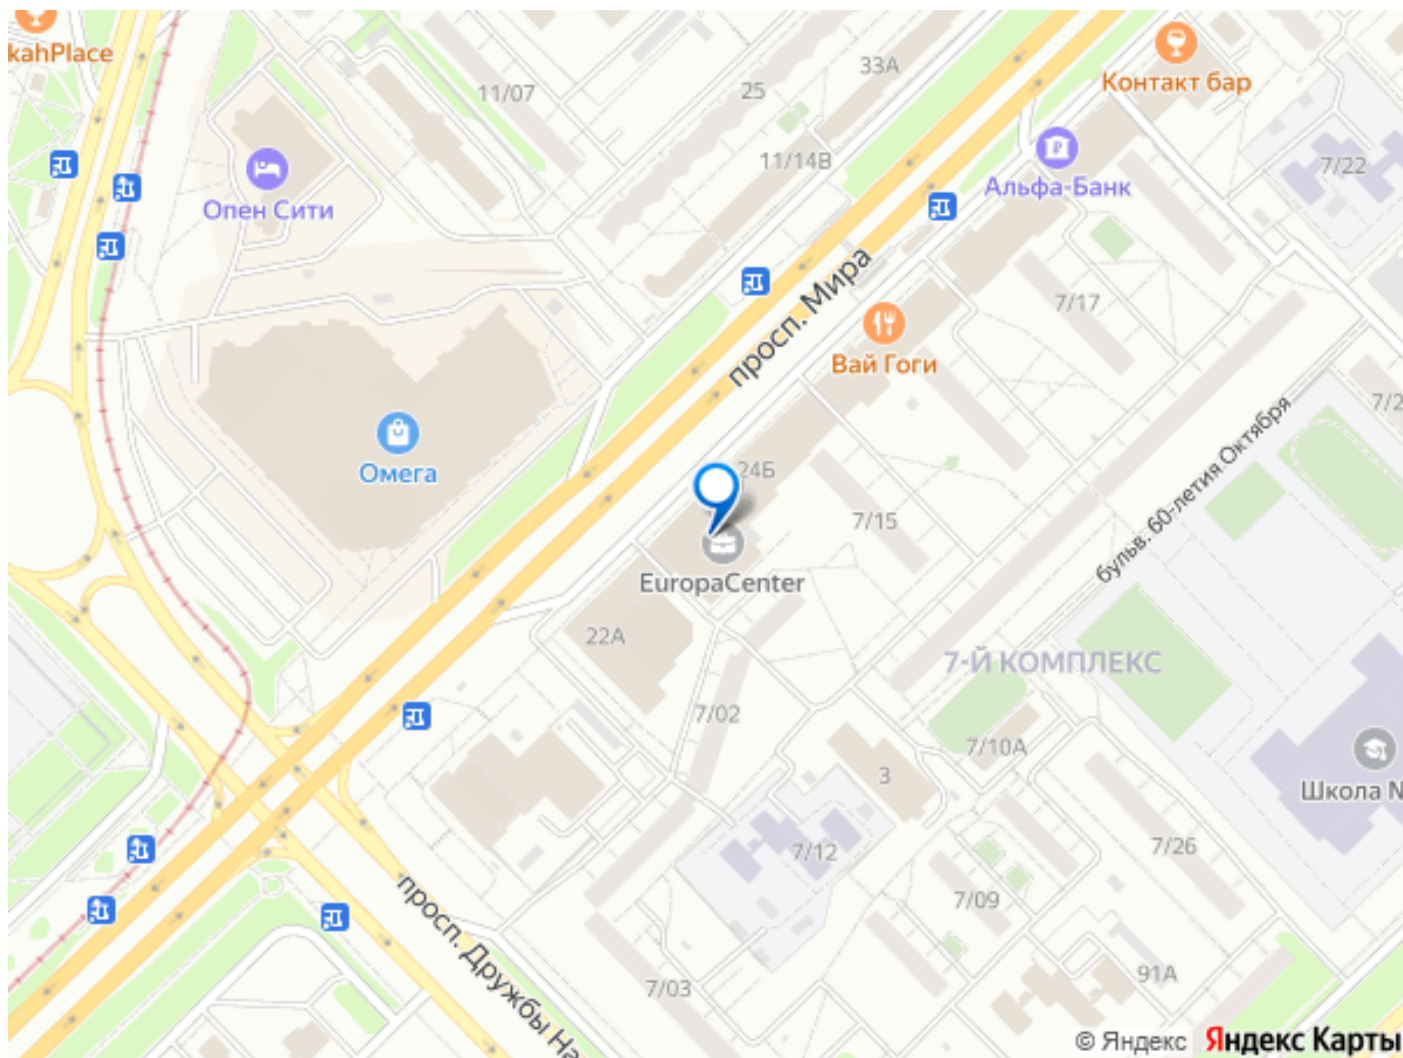 kahPlace
11/07
25
33А
Контакт бар
11/14В
7/22
Альфа-Банк
Опен Сити
просп. Мира
7/17
Вай Гоги
7/2
бульв. 60-летия Октября
Омега
24Б
7/15
EuropaCenter
22А
7-Й КОМПЛЕКС
7/02
7/10А
3
Школа N
7/12
7/26
7/09
просп. Дружбы На
7/03
91А
© Яндекс Яндекс Карты